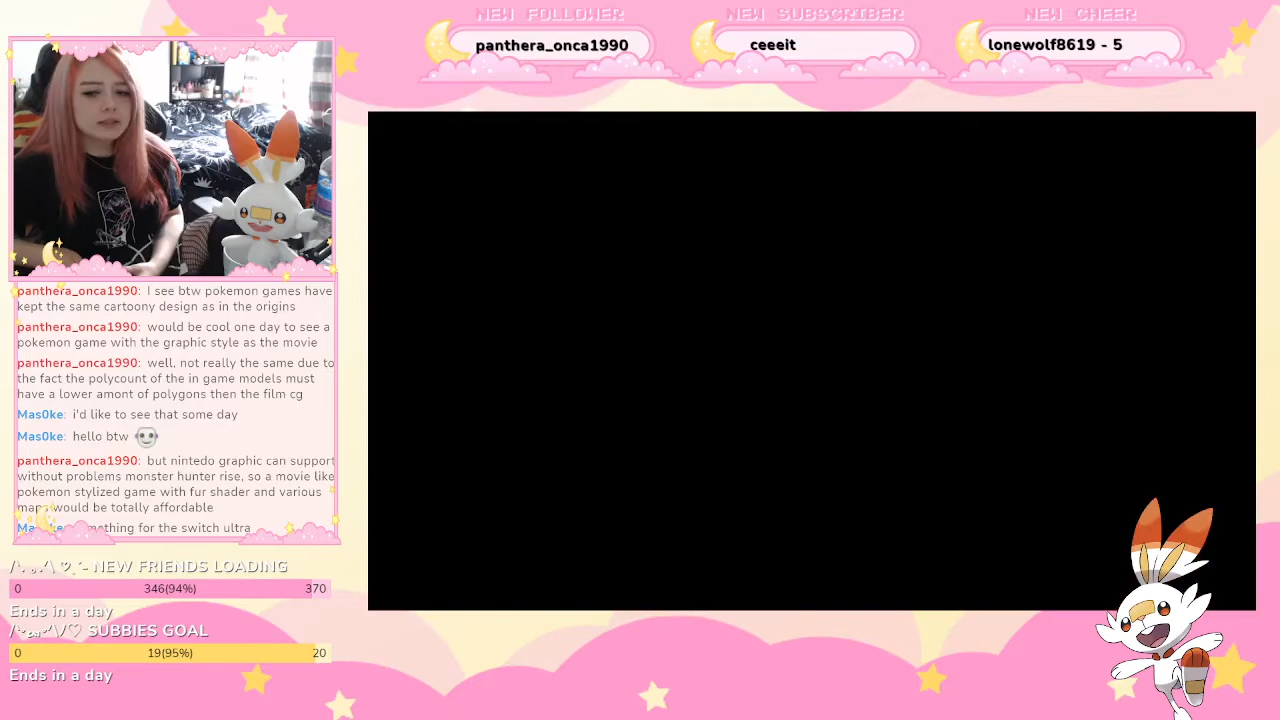 NEW FOLLOWER
NEW SUBSCRIBER
NEW CHEER
panthera_onca1990
ceeeit
lonewolf8619 - 5
panthera_onca1990: I see btw pokemon games have
kept the same cartoony design as in the origins
panthera_onca1990: would be cool one day to see a
pokemon game with the graphic style as the movie
panthera_onca1990: well, not really the same due to
the fact the polycount of the in game models must
have a lower amont of polygons then the film cg
Mas0ke: i'd like to see that some day
Mas0ke: hello btw
panthera_onca1990: but nintedo graphic can support
without problems monster hunter rise, so a movie like
pokemon stylized game with fur shader and various
would be totally affordable
for the switch ultra
NEW FRIENDS LOADING
0 346(94%) 370
Ends in a day
SUBBIES GOAL
0 19(95%) 20
Ends in a day